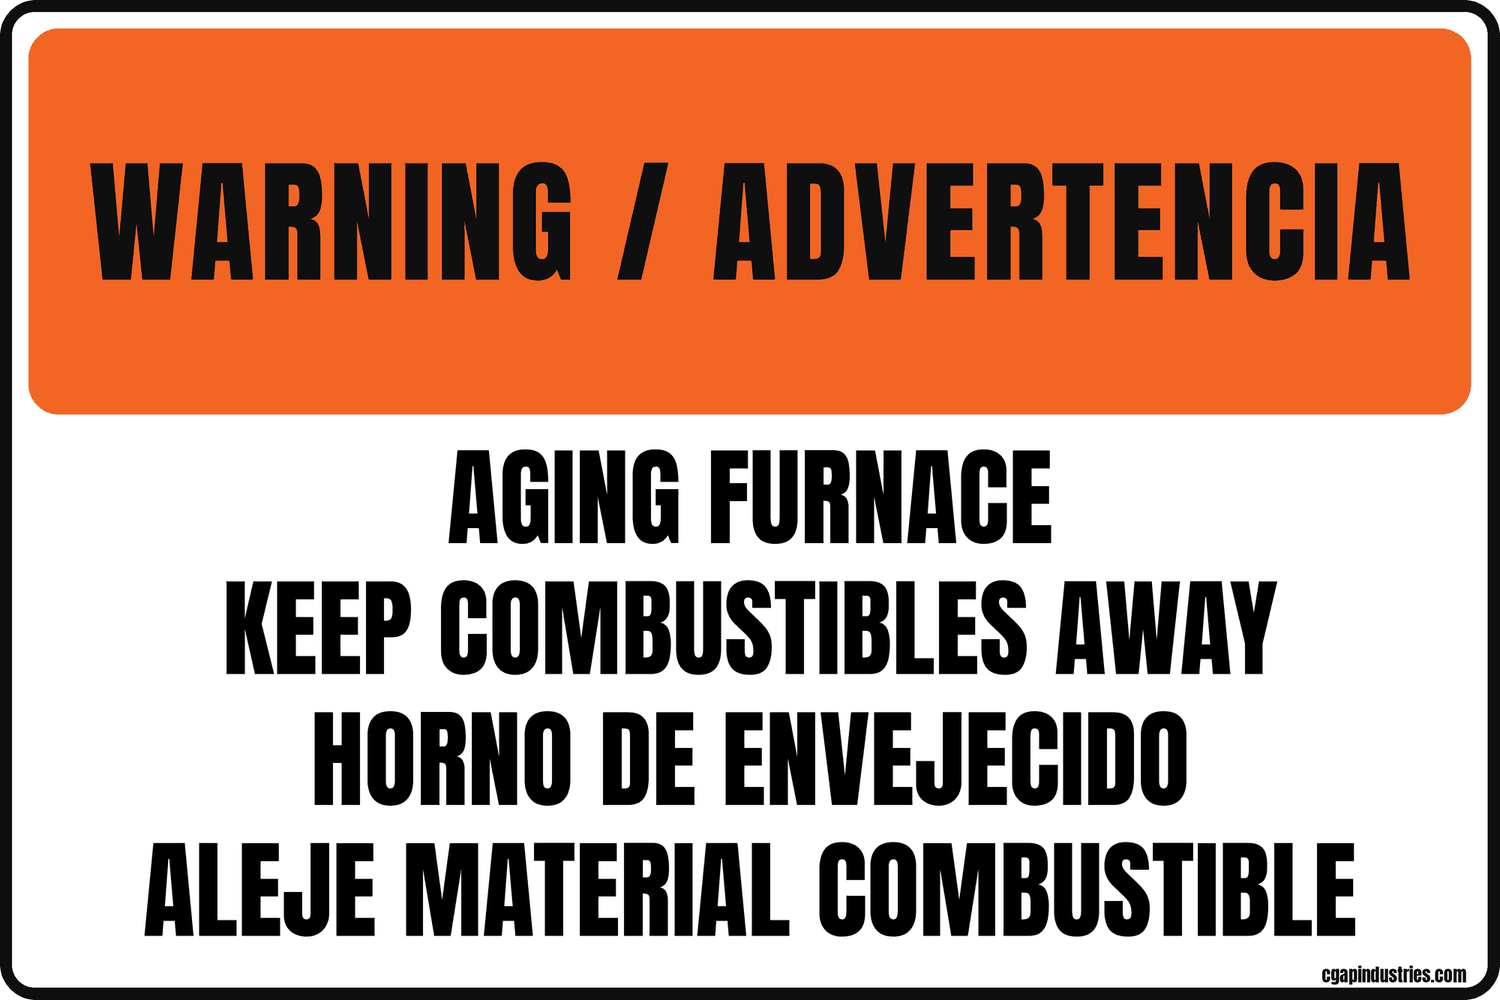 WARNING / ADVERTENCIA
AGING FURNACE
KEEP COMBUSTIBLES AWAY
HORNO DE ENVEJECIDO
ALEJE MATERIAL COMBUSTIBLE
cgapindustries.com